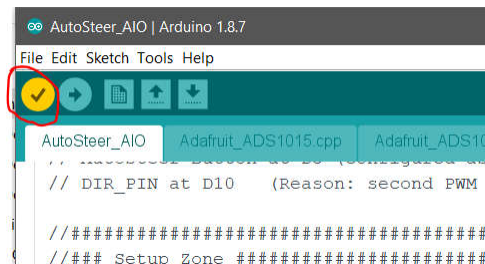 AutoSteer_AIO | Arduino 1.8.7
File Edit Sketch Tools Help
AutoSteer_AIO Adafruit_ADS1015.cpp Adafruit_ADS10
// DIR_PIN at D10 (Reason: second PWM
//######################################
//### Setup Zone ######################